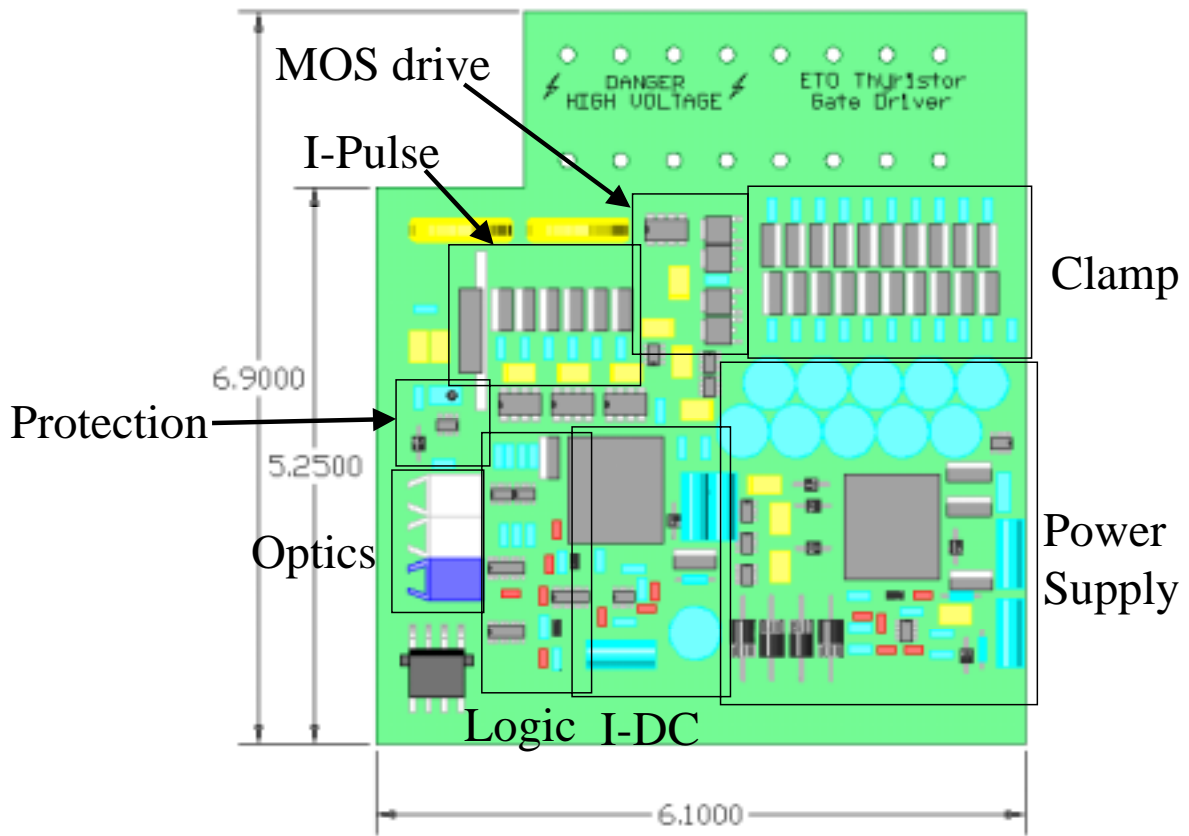 MOS drive
DANGER
HIGH VOLTAGE
ETO Thyristor
Gate Driver
I-Pulse
Clamp
6.9000
Protection
5.2500
Optics
Power
Supply
Logic
I-DC
6.1000